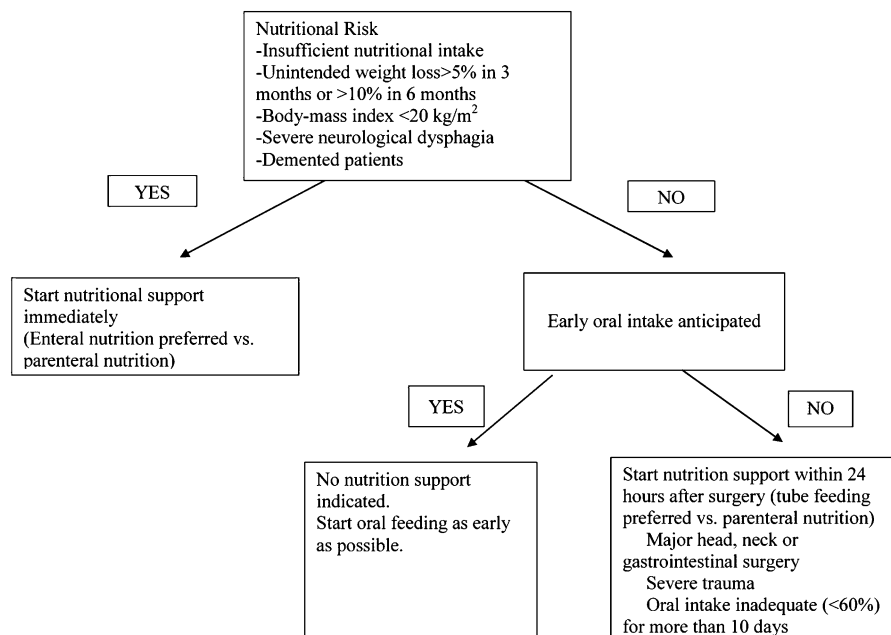 Nutritional Risk
-Insufficient nutritional intake
-Unintended weight loss>5% in 3
months or >10% in 6 months
-Body-mass index <20 kg/m²
-Severe neurological dysphagia
-Demented patients
YES
NO
Start nutritional support
immediately
(Enteral nutrition preferred vs.
parenteral nutrition)
Early oral intake anticipated
YES
NO
No nutrition support
indicated.
Start oral feeding as early
as possible.
Start nutrition support within 24
hours after surgery (tube feeding
preferred vs. parenteral nutrition)
Major head, neck or
gastrointestinal surgery
Severe trauma
Oral intake inadequate (<60%)
for more than 10 days